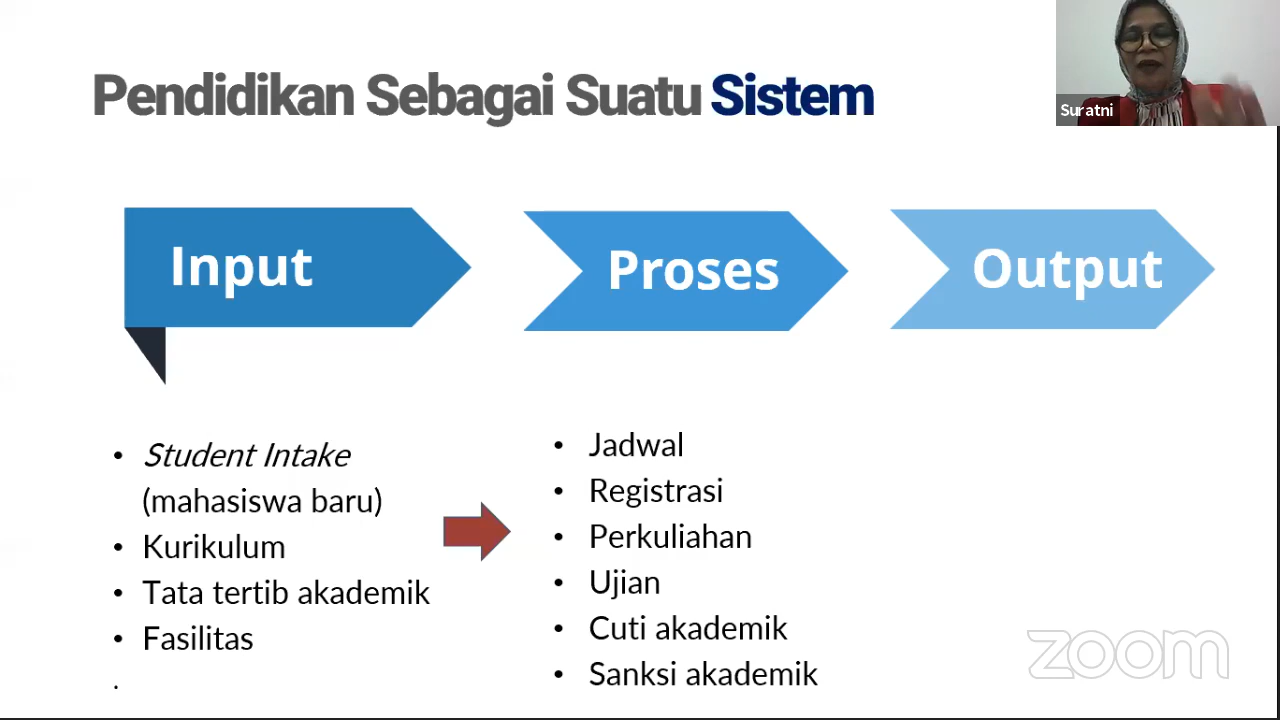 Pendidikan Sebagai Suatu Sistem
Suratni
Input
Proses
Output
• Student Intake
(mahasiswa baru)
• Kurikulum
• Tata tertib akademik
• Fasilitas
.
• Jadwal
• Registrasi
• Perkuliahan
• Ujian
• Cuti akademik
• Sanksi akademik
zoom